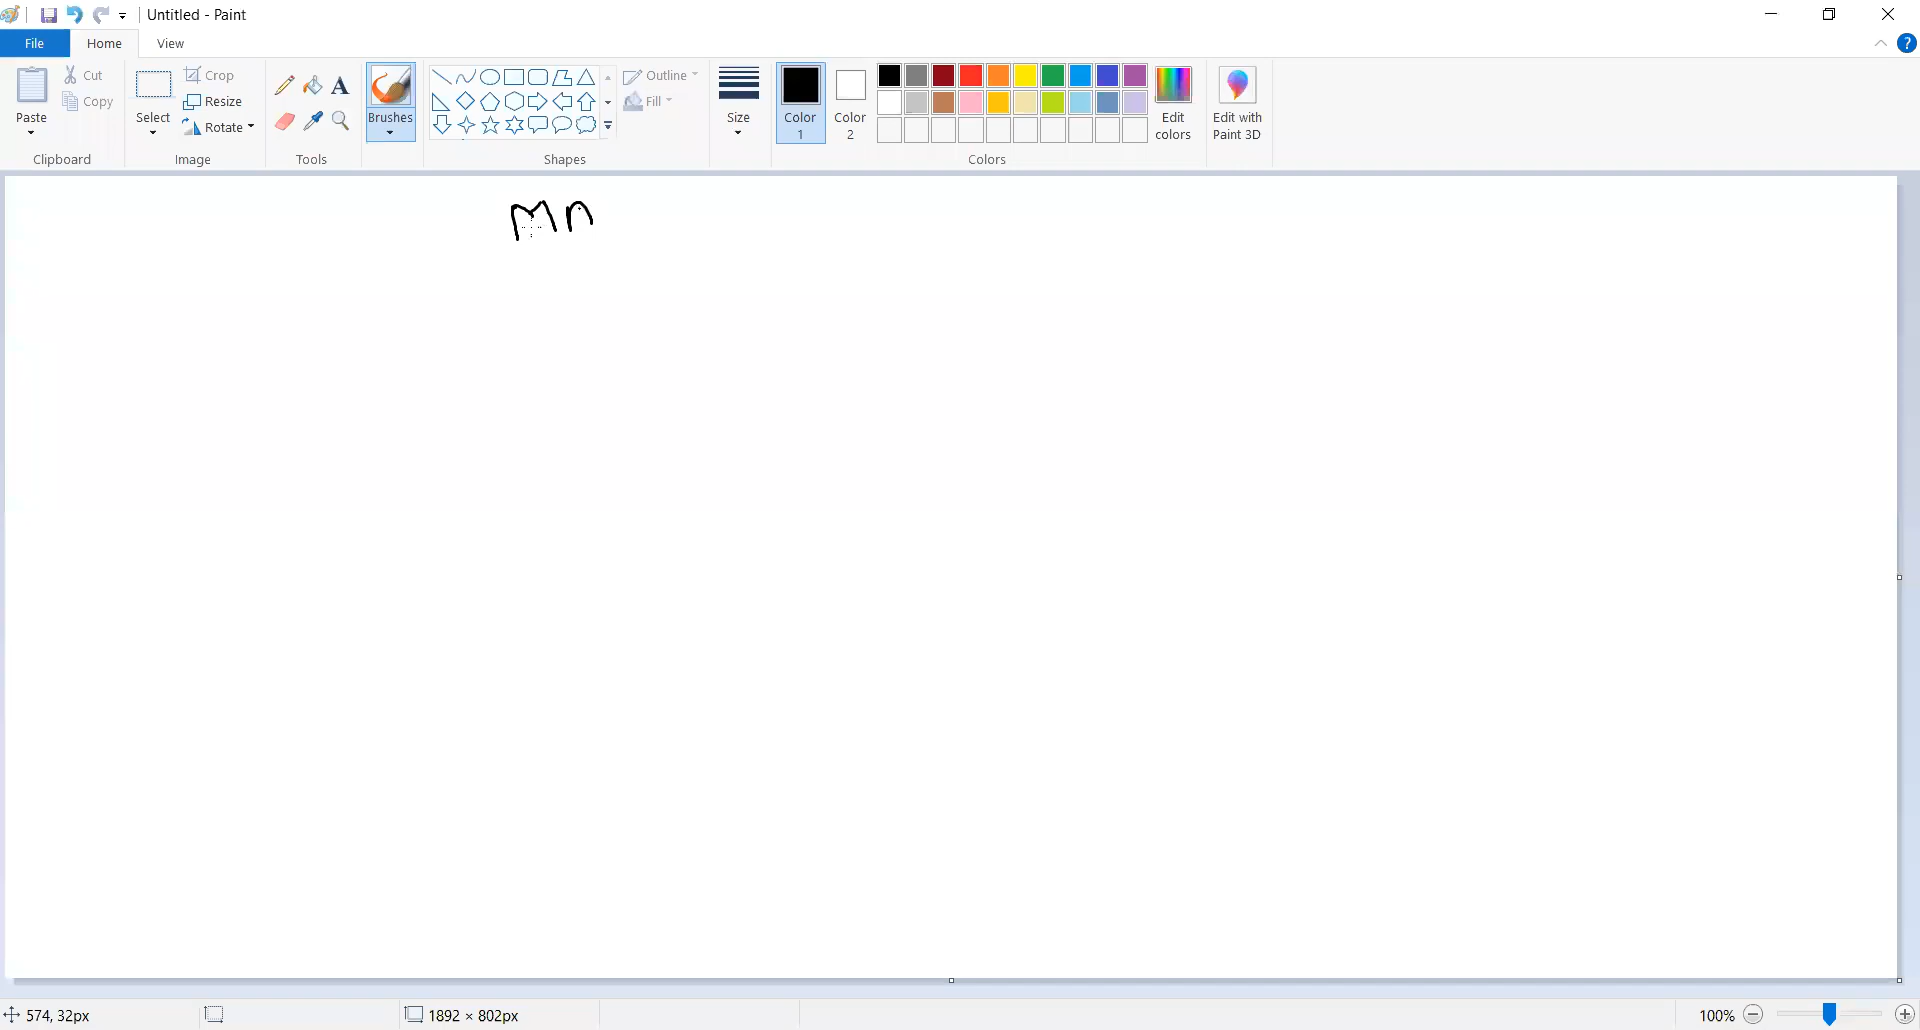 Untitled - Paint
File Home View ?
Paste Cut Copy Select Crop Resize Rotate A Brushes Outline Fill Size Color 1 Color 2 Edit colors Edit with Paint 3D
Clipboard Image Tools Shapes Colors
Mn
574, 32px 1892 × 802px 100%